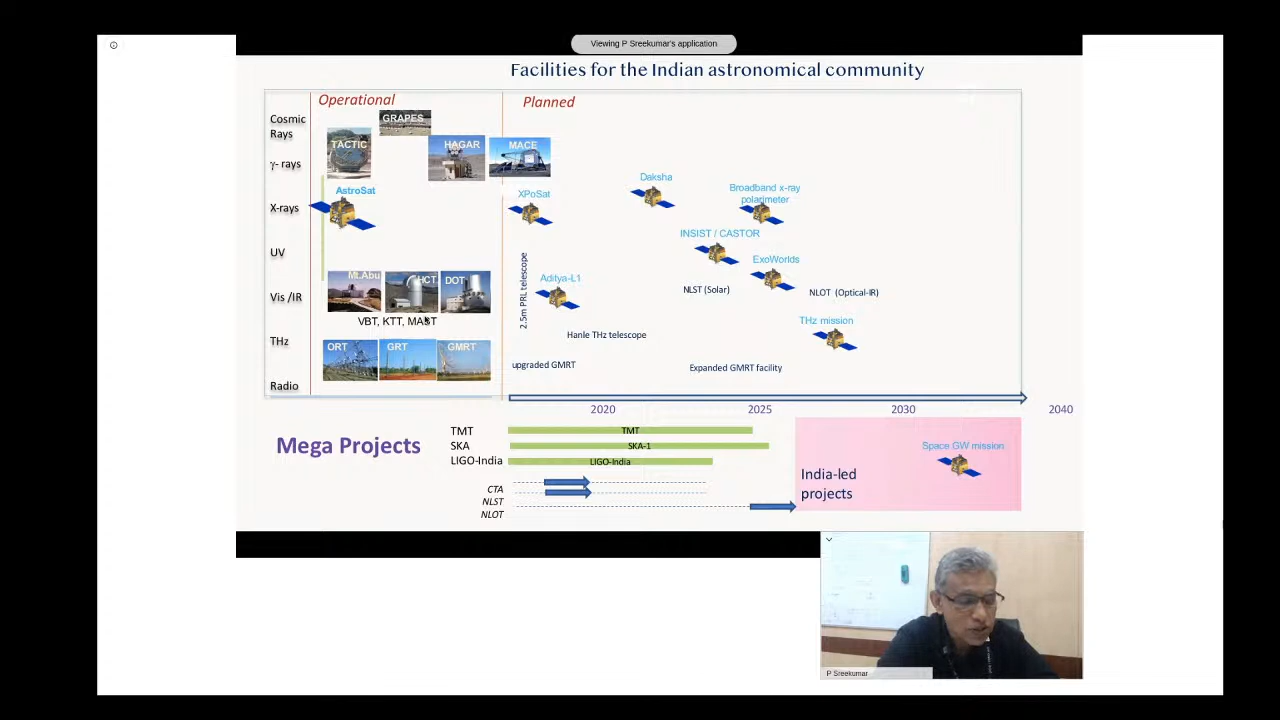 Viewing P Sreekumar's application
Facilities for the Indian astronomical community
Operational
Planned
Cosmic
Rays
GRAPES
TACTIC
HAGAR
MACE
γ- rays
AstroSat
XPoSat
Daksha
Broadband x-ray
polarimeter
X-rays
INSIST / CASTOR
UV
ExoWorlds
Mt.Abu
HCT
DOT
2.5m PRL telescope
Aditya-L1
NLST (Solar)
NLOT (Optical-IR)
Vis /IR
VBT, KTT, MAST
THz mission
Hanle THz telescope
THz
ORT
GRT
GMRT
upgraded GMRT
Expanded GMRT facility
Radio
2020
2025
2030
2040
Mega Projects
TMT
TMT
SKA
SKA-1
LIGO-India
LIGO-India
CTA
NLST
NLOT
Space GW mission
India-led
projects
P Sreekumar